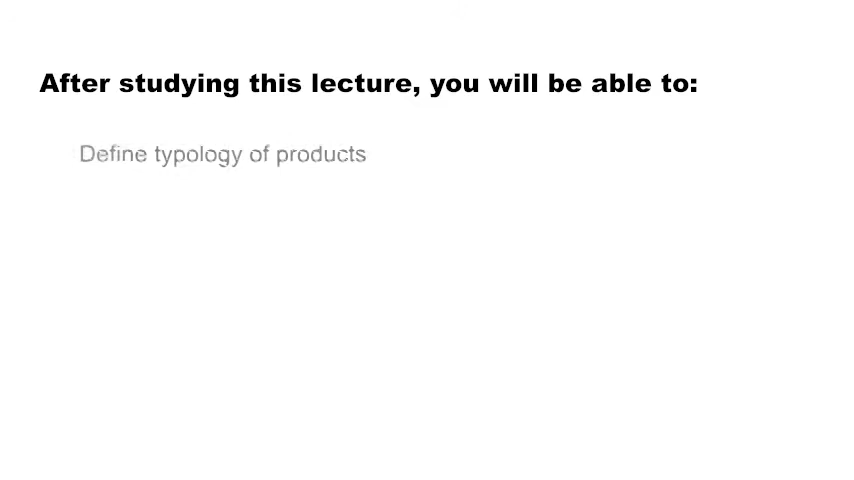 After studying this lecture, you will be able to:
Define typology of products